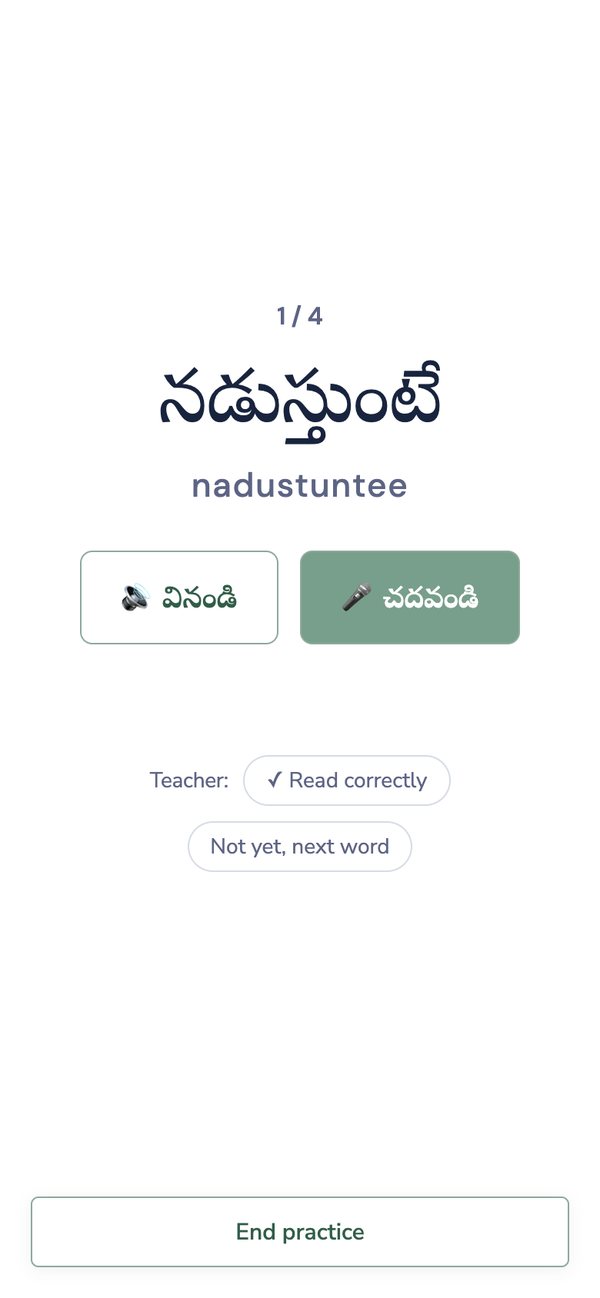 1 / 4
నడుస్తుంటే
nadustuntee
🔊 వినండి
🎤 చదవండి
Teacher: ✓ Read correctly
Not yet, next word
End practice